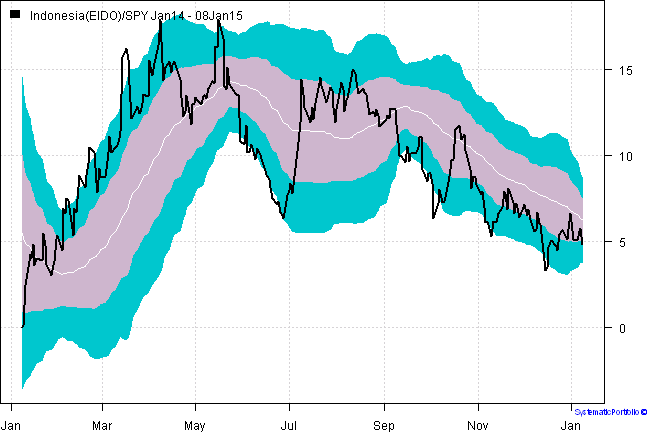 Indonesia(EIDO)/SPY Jan14 - 08Jan15
15
10
5
0
Jan Mar May Jul Sep Nov Jan
SystematicPortfolio ©